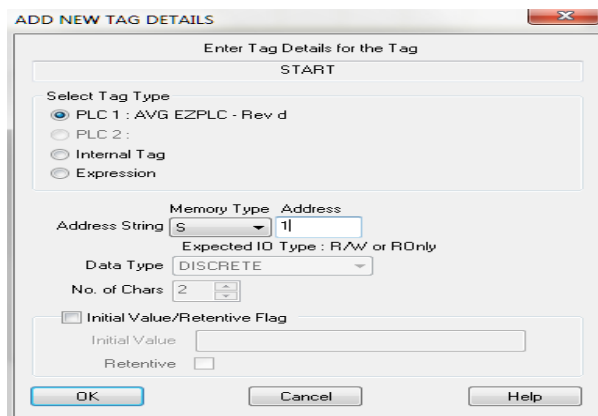 ADD NEW TAG DETAILS
Enter Tag Details for the Tag
START
Select Tag Type
PLC 1 : AVG EZPLC - Rev d
PLC 2 :
Internal Tag
Expression
Memory Type Address
Address String S 1
Expected IO Type : R/W or ROnly
Data Type DISCRETE
No. of Chars 2
Initial Value/Retentive Flag
Initial Value
Retentive
OK Cancel Help